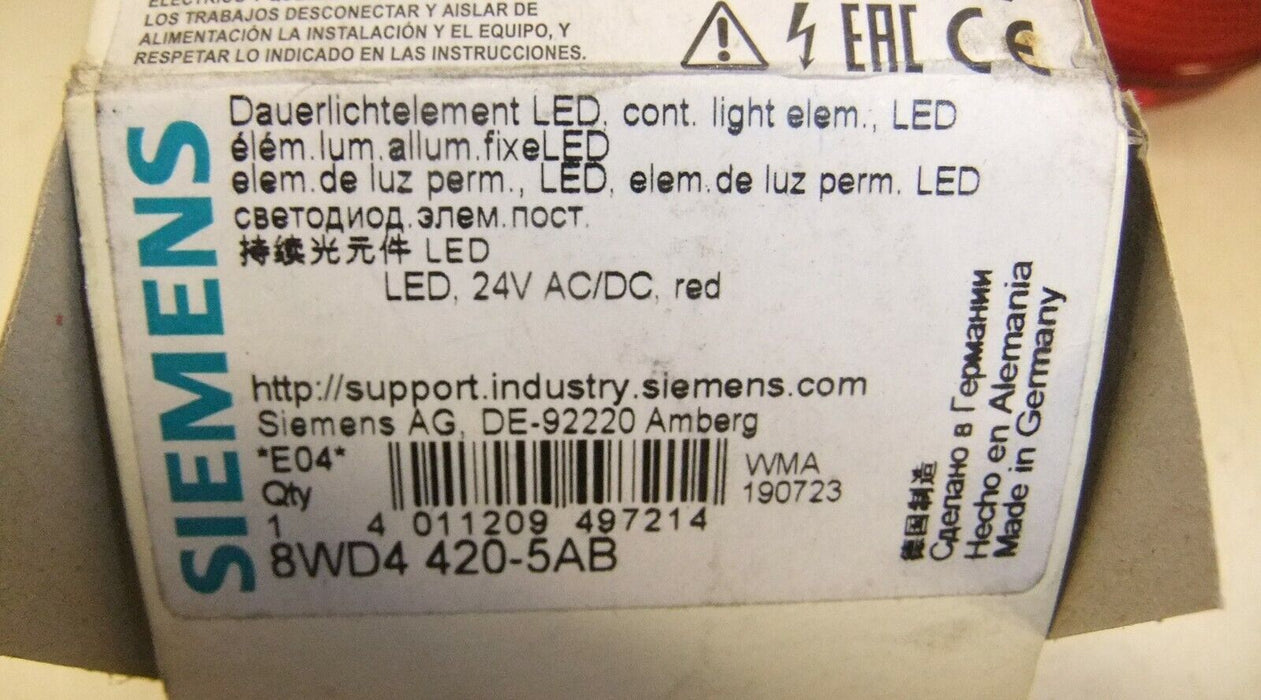 LOS TRABAJOS DESCONECTAR Y AISLAR DE
ALIMENTACIÓN LA INSTALACIÓN Y EL EQUIPO, Y
RESPETAR LO INDICADO EN LAS INSTRUCCIONES.
EAC CE
SIEMENS
Dauerlichtelement LED, cont. light elem., LED
élém.lum.allum.fixeLED
elem.de luz perm., LED, elem.de luz perm. LED
светодиод.элем.пост.
持续光元件 LED
LED, 24V AC/DC, red
http://support.industry.siemens.com
Siemens AG, DE-92220 Amberg
*E04*
Qty
1
4 011209 497214
WMA
190723
8WD4 420-5AB
德国制造
Сделано в Германии
Hecho en Alemania
Made in Germany